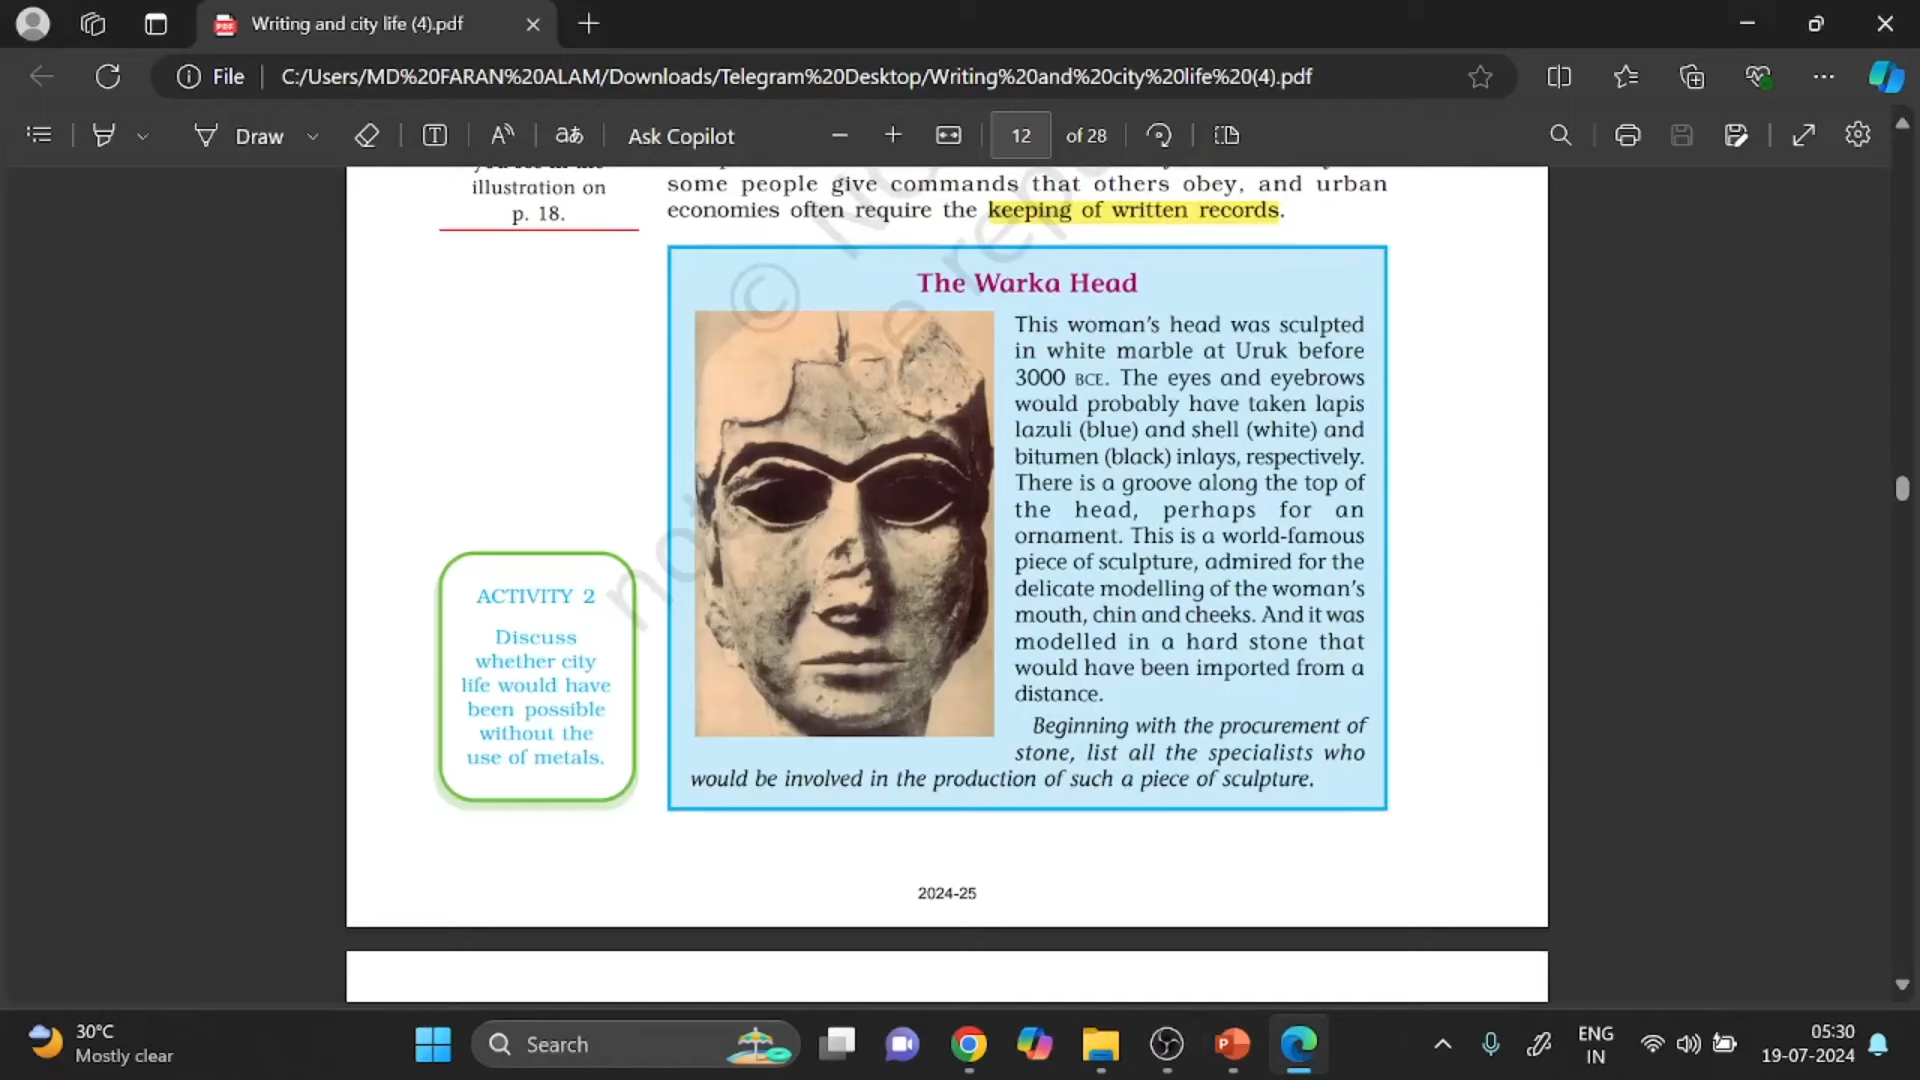 Writing and city life (4).pdf
File
C:/Users/MD%20FARAN%20ALAM/Downloads/Telegram%20Desktop/Writing%20and%20city%20life%20(4).pdf
Draw
Ask Copilot
12
of 28
illustration on
p. 18.
some people give commands that others obey, and urban
economies often require the keeping of written records.
The Warka Head
This woman's head was sculpted
in white marble at Uruk before
3000 BCE. The eyes and eyebrows
would probably have taken lapis
lazuli (blue) and shell (white) and
bitumen (black) inlays, respectively.
There is a groove along the top of
the head, perhaps for an
ornament. This is a world-famous
piece of sculpture, admired for the
delicate modelling of the woman's
mouth, chin and cheeks. And it was
modelled in a hard stone that
would have been imported from a
distance.
Beginning with the procurement of
stone, list all the specialists who
would be involved in the production of such a piece of sculpture.
ACTIVITY 2
Discuss
whether city
life would have
been possible
without the
use of metals.
2024-25
30°C
Mostly clear
Search
ENG
IN
05:30
19-07-2024